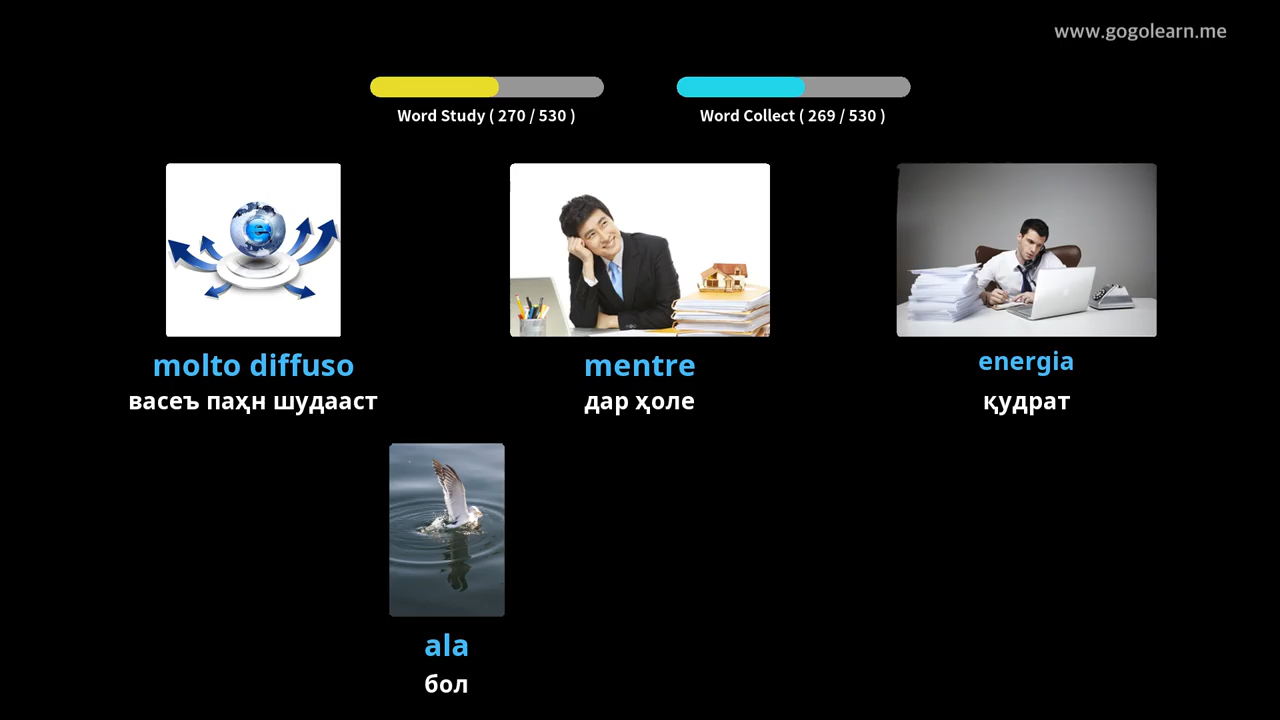 www.gogolearn.me
Word Study ( 270 / 530 )
Word Collect ( 269 / 530 )
molto diffuso
васеъ паҳн шудааст
mentre
дар ҳоле
energia
қудрат
ala
бол